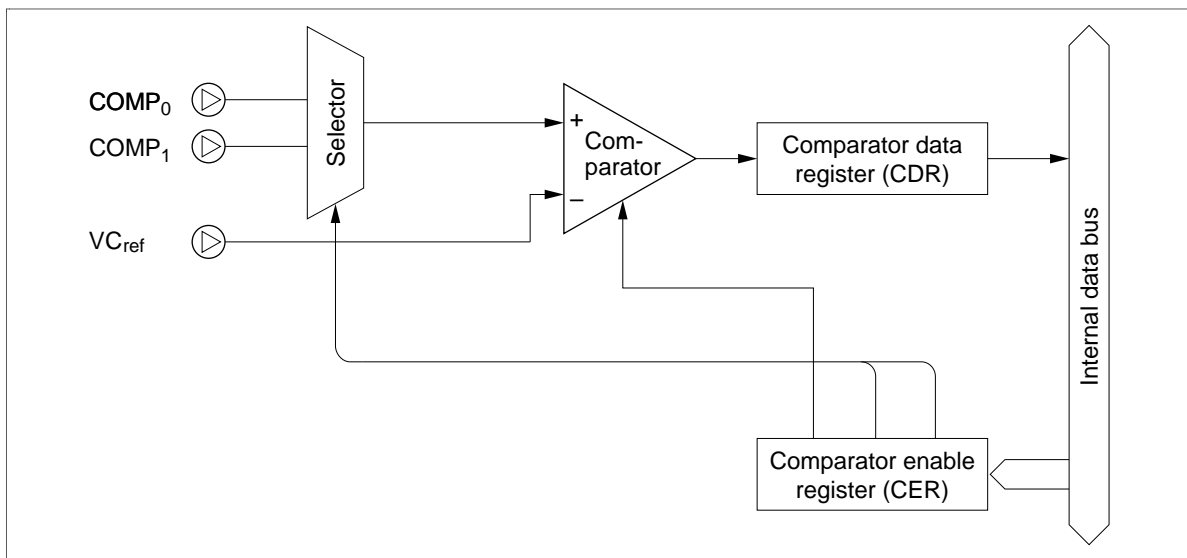 COMP0
COMP1
VCref
Selector
+
Com-
parator
−
Comparator data
register (CDR)
Comparator enable
register (CER)
Internal data bus